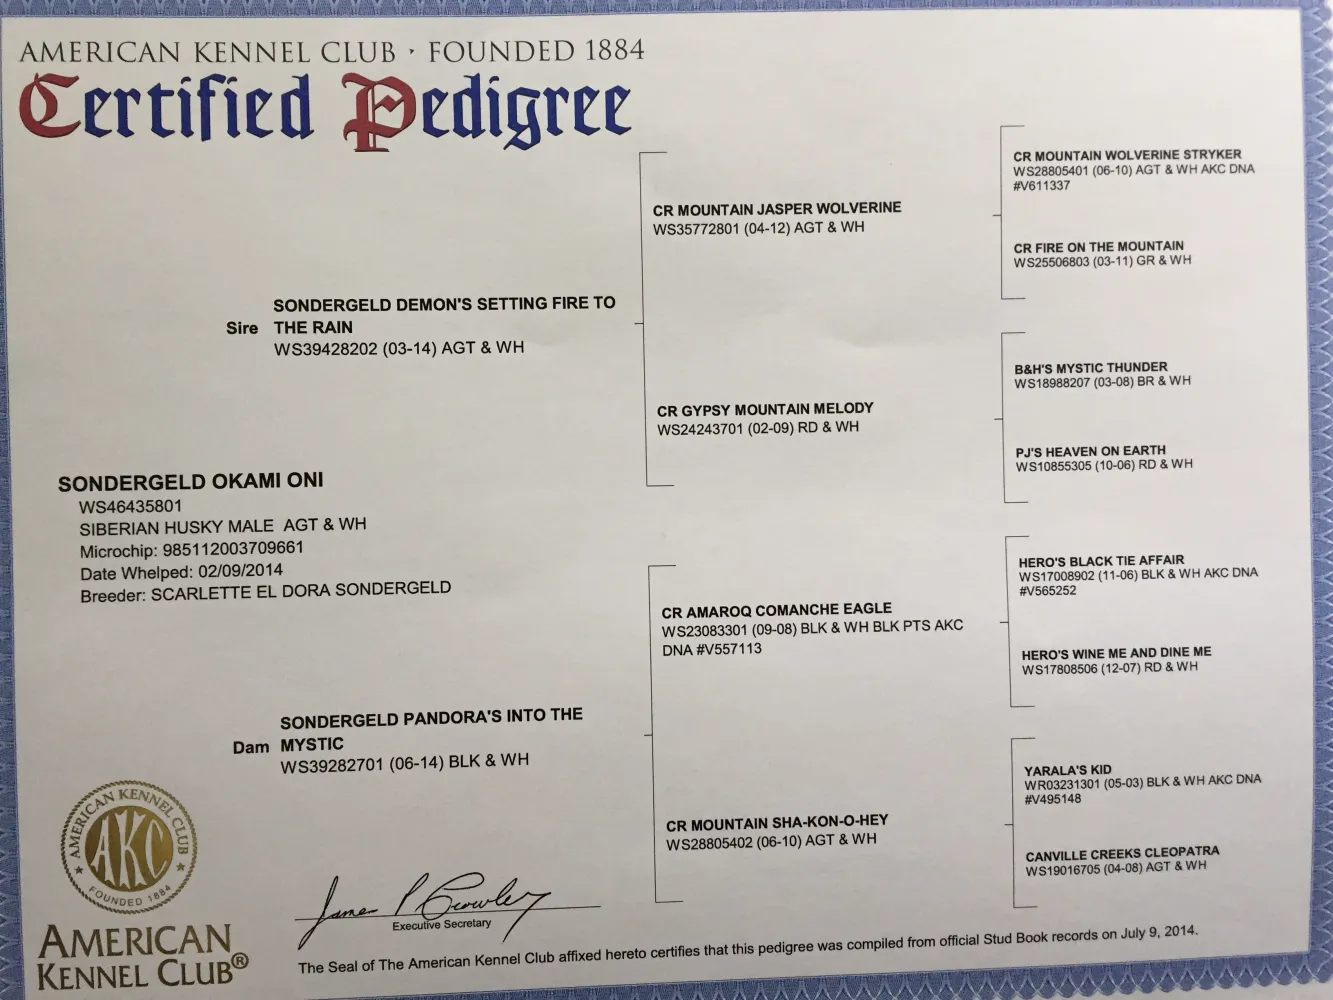 AMERICAN KENNEL CLUB · FOUNDED 1884
Certified Pedigree
CR MOUNTAIN WOLVERINE STRYKER
WS28805401 (06-10) AGT & WH AKC DNA
#V611337
CR MOUNTAIN JASPER WOLVERINE
WS35772801 (04-12) AGT & WH
CR FIRE ON THE MOUNTAIN
WS25506803 (03-11) GR & WH
SONDERGELD DEMON'S SETTING FIRE TO
Sire THE RAIN
WS39428202 (03-14) AGT & WH
B&H'S MYSTIC THUNDER
WS18988207 (03-08) BR & WH
CR GYPSY MOUNTAIN MELODY
WS24243701 (02-09) RD & WH
PJ'S HEAVEN ON EARTH
WS10855305 (10-06) RD & WH
SONDERGELD OKAMI ONI
WS46435801
SIBERIAN HUSKY MALE AGT & WH
Microchip: 985112003709661
Date Whelped: 02/09/2014
Breeder: SCARLETTE EL DORA SONDERGELD
HERO'S BLACK TIE AFFAIR
WS17008902 (11-06) BLK & WH AKC DNA
#V565252
CR AMAROQ COMANCHE EAGLE
WS23083301 (09-08) BLK & WH BLK PTS AKC
DNA #V557113
HERO'S WINE ME AND DINE ME
WS17808506 (12-07) RD & WH
SONDERGELD PANDORA'S INTO THE
Dam MYSTIC
WS39282701 (06-14) BLK & WH
YARALA'S KID
WR03231301 (05-03) BLK & WH AKC DNA
#V495148
CR MOUNTAIN SHA-KON-O-HEY
WS28805402 (06-10) AGT & WH
CANVILLE CREEKS CLEOPATRA
WS19016705 (04-08) AGT & WH
AMERICAN KENNEL CLUB
AKC
FOUNDED 1884
AMERICAN
KENNEL CLUB®
James P Crowley
Executive Secretary
The Seal of The American Kennel Club affixed hereto certifies that this pedigree was compiled from official Stud Book records on July 9, 2014.